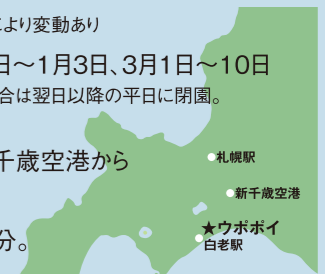 により変動あり
日～1月3日、3月1日～10日
合は翌日以降の平日に閉園。
千歳空港から
札幌駅
新千歳空港
★ウポポイ
分。
白老駅